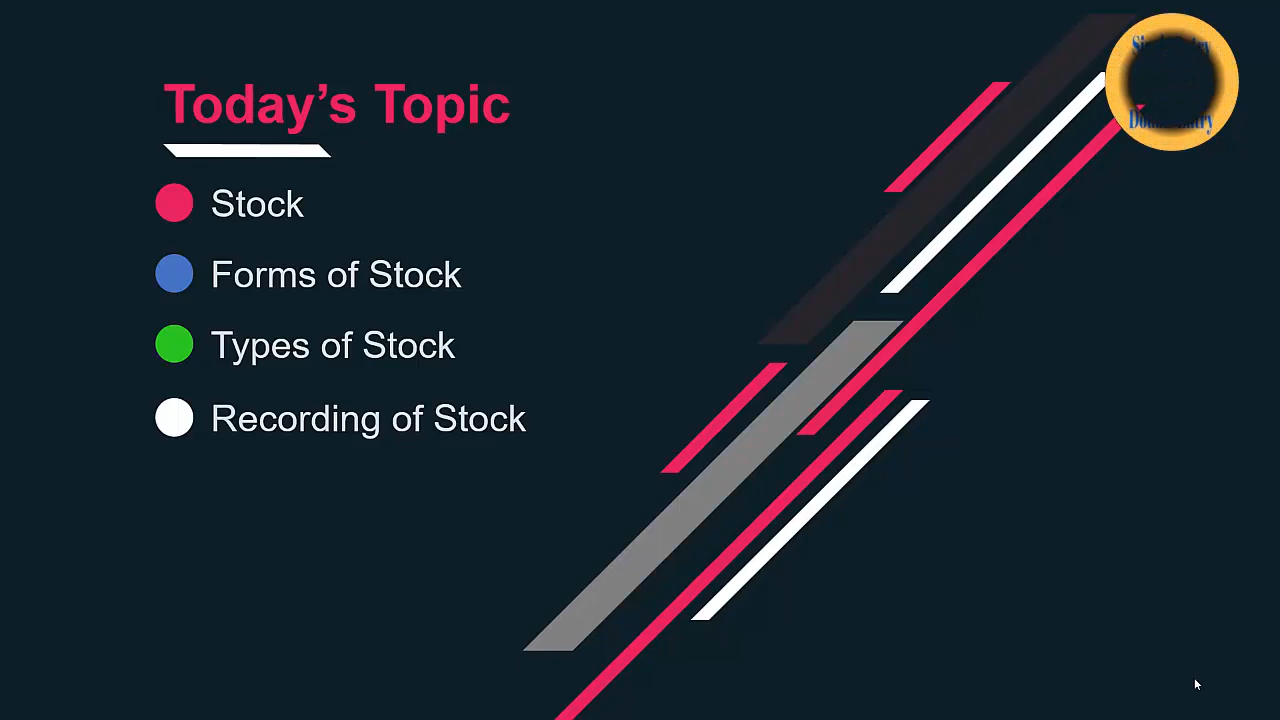 Today’s Topic
Stock
Forms of Stock
Types of Stock
Recording of Stock